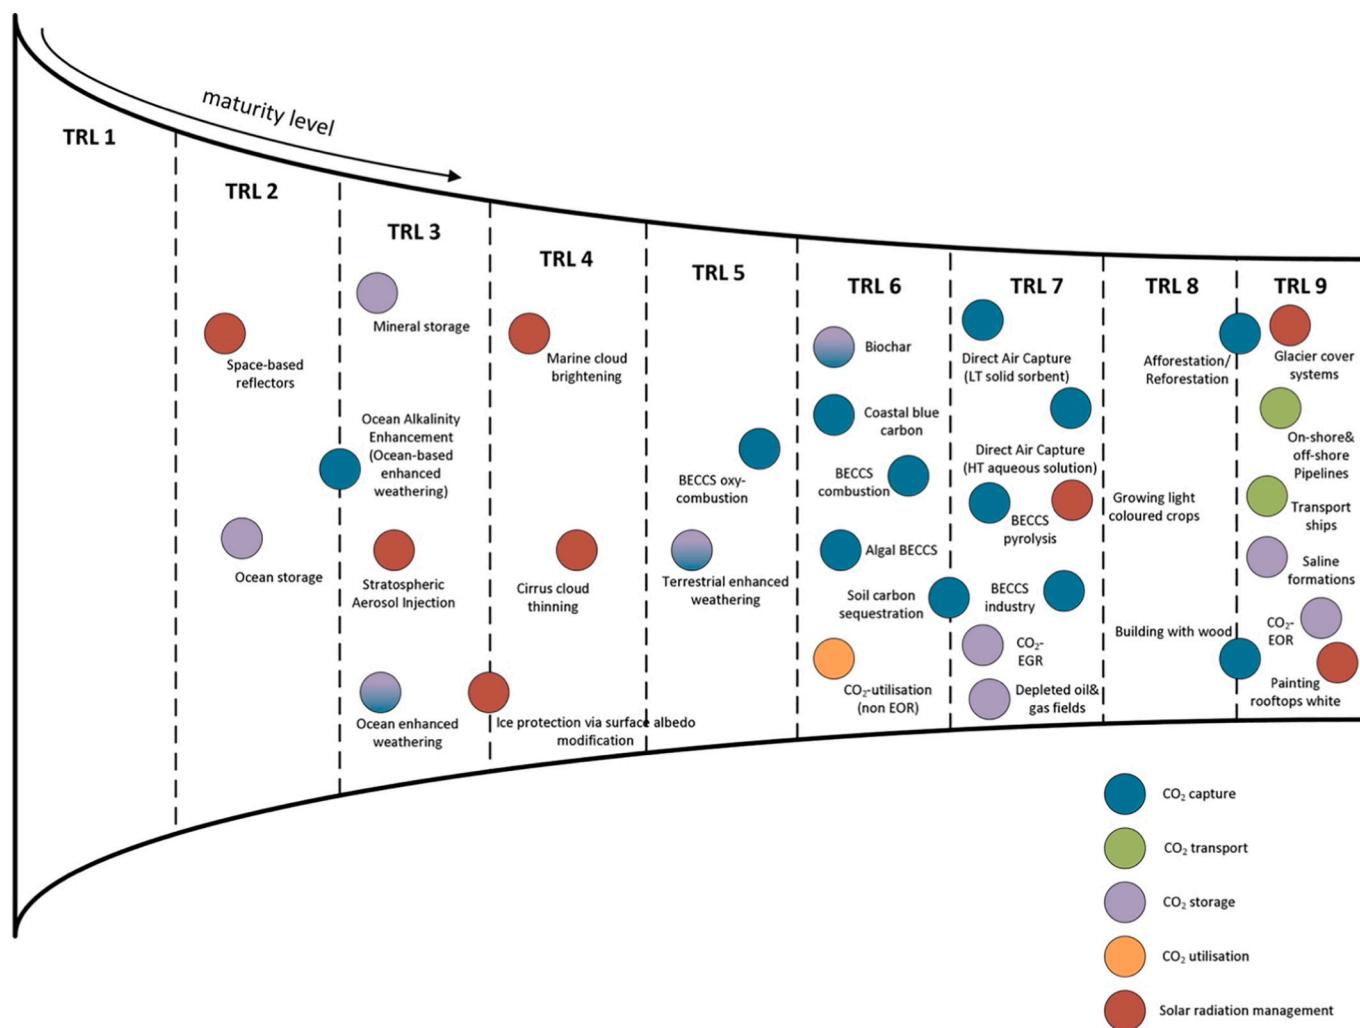 maturity level
TRL 1
TRL 2
Space-based
reflectors
Ocean storage
TRL 3
Mineral storage
Ocean Alkalinity
Enhancement
(Ocean-based
enhanced
weathering)
Stratospheric
Aerosol Injection
Ocean enhanced
weathering
TRL 4
Marine cloud
brightening
Cirrus cloud
thinning
Ice protection via surface albedo
modification
TRL 5
BECCS oxy-
combustion
Terrestrial enhanced
weathering
TRL 6
Biochar
Coastal blue
carbon
BECCS
combustion
Algal BECCS
Soil carbon
sequestration
CO₂-utilisation
(non EOR)
TRL 7
Direct Air Capture
(LT solid sorbent)
Direct Air Capture
(HT aqueous solution)
BECCS
pyrolysis
BECCS
industry
CO₂-
EGR
Depleted oil&
gas fields
TRL 8
Afforestation/
Reforestation
Growing light
coloured crops
Building with wood
TRL 9
Glacier cover
systems
On-shore&
off-shore
Pipelines
Transport
ships
Saline
formations
CO₂-
EOR
Painting
rooftops white
CO₂ capture
CO₂ transport
CO₂ storage
CO₂ utilisation
Solar radiation management